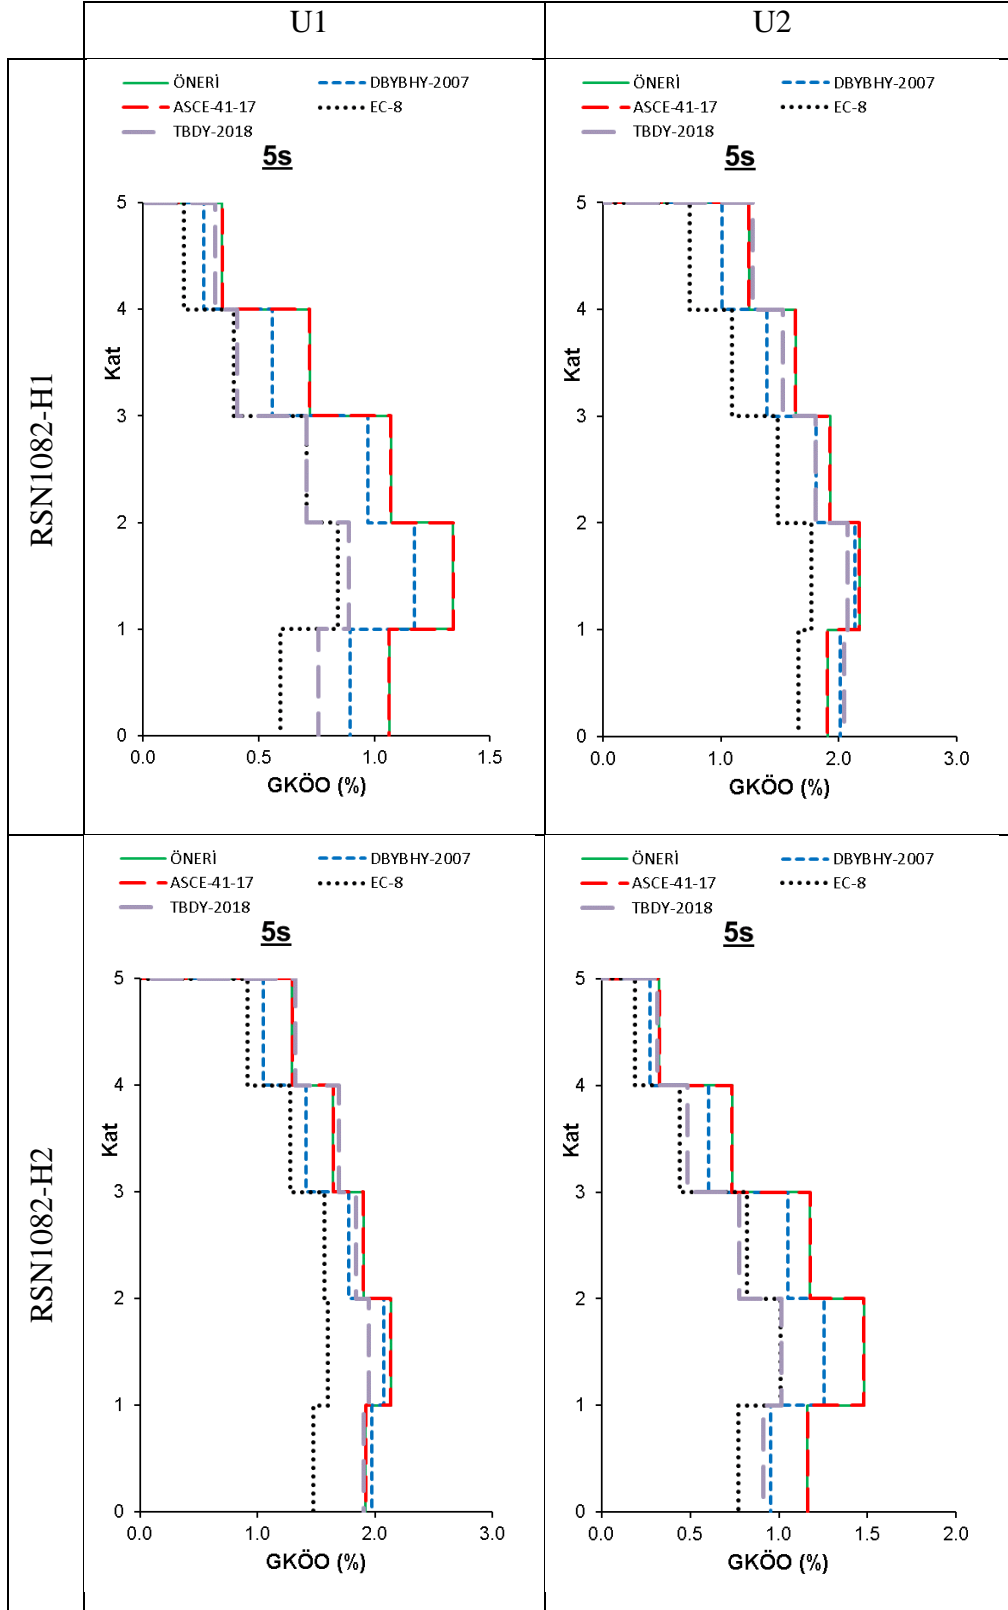 U1 U2
RSN1082-H1
ÖNERİ DBYBHY-2007
ASCE-41-17 EC-8
TBDY-2018
5s
5
4
3
2
1
0
Kat
0.0 0.5 1.0 1.5
GKÖO (%)
ÖNERİ DBYBHY-2007
ASCE-41-17 EC-8
TBDY-2018
5s
5
4
3
2
1
0
Kat
0.0 1.0 2.0 3.0
GKÖO (%)
RSN1082-H2
ÖNERİ DBYBHY-2007
ASCE-41-17 EC-8
TBDY-2018
5s
5
4
3
2
1
0
Kat
0.0 1.0 2.0 3.0
GKÖO (%)
ÖNERİ DBYBHY-2007
ASCE-41-17 EC-8
TBDY-2018
5s
5
4
3
2
1
0
Kat
0.0 0.5 1.0 1.5 2.0
GKÖO (%)